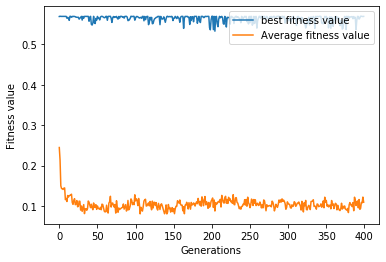 best fitness value
Average fitness value
Fitness value
0.5
0.4
0.3
0.2
0.1
0 50 100 150 200 250 300 350 400
Generations